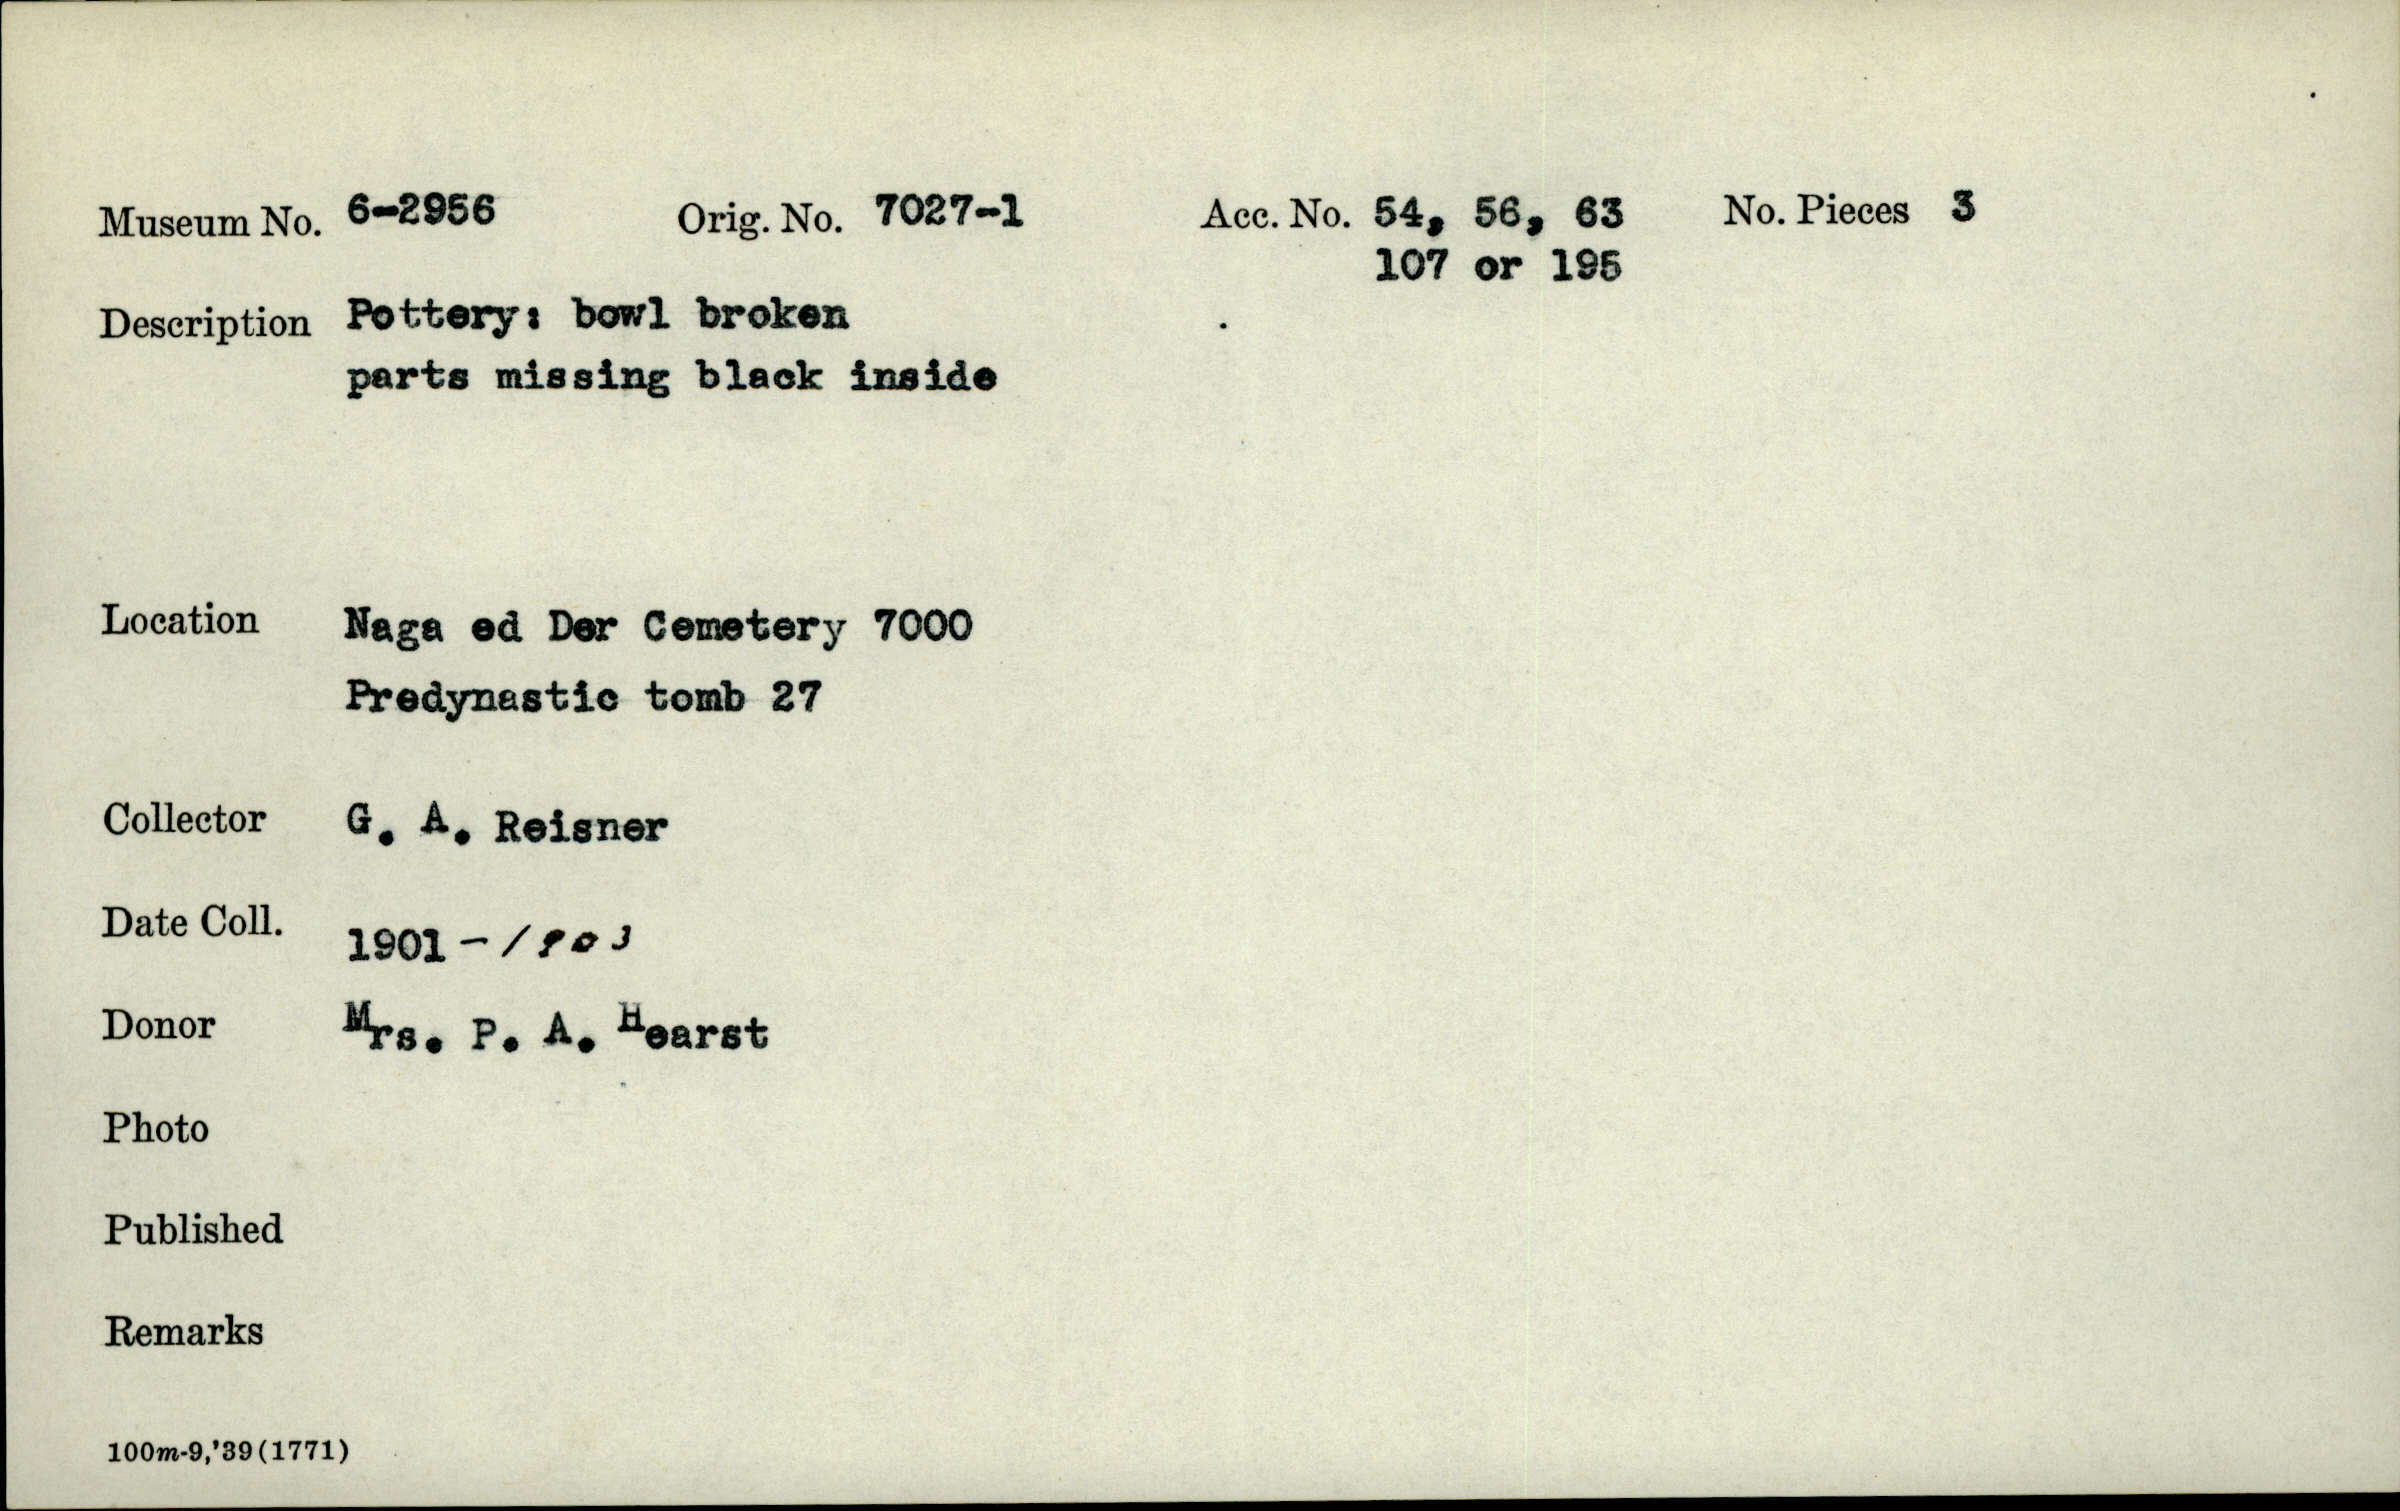 Museum No. 6-2956 Orig. No. 7027-1 Acc. No. 54, 56, 63 No. Pieces 3
107 or 195
Description Pottery: bowl broken
parts missing black inside
Location Naga ed Der Cemetery 7000
Predynastic tomb 27
Collector G. A. Reisner
Date Coll. 1901 - 1903
Donor Mrs. P. A. Hearst
Photo
Published
Remarks
100m-9,'39(1771)